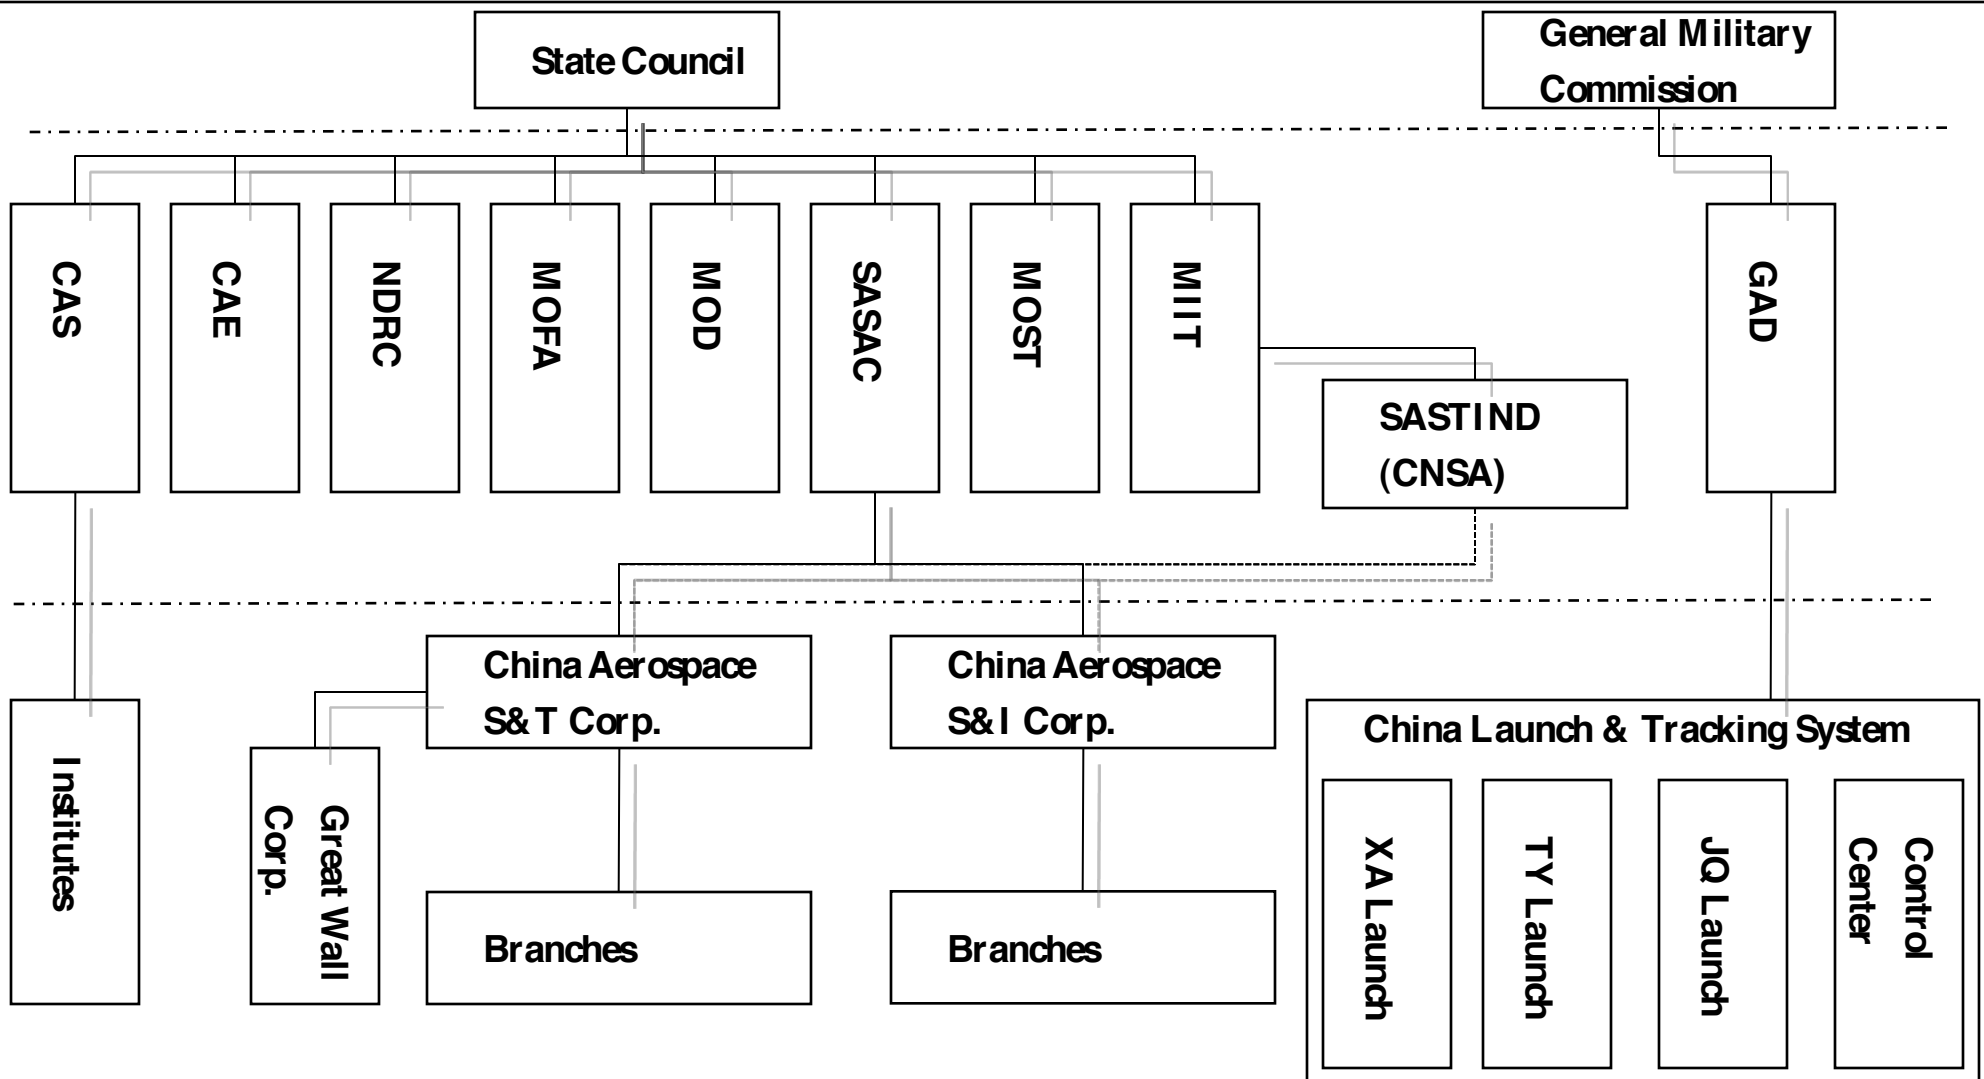 State Council
General Military
Commission
CAS
CAE
NDRC
MOFA
MOD
SASAC
MOST
MIIT
GAD
SASTIND
(CNSA)
China Aerospace
S&T Corp.
China Aerospace
S&I Corp.
China Launch & Tracking System
Institutes
Great Wall
Corp.
Branches
Branches
XA Launch
TY Launch
JQ Launch
Control
Center